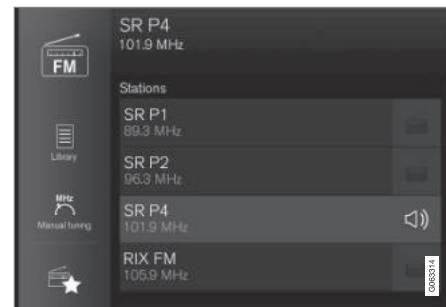 SR P4
101.9 MHz
FM
Stations
SR P1
89.3 MHz
Library
SR P2
96.3 MHz
MHz
Manual tuning
SR P4
101.9 MHz
RIX FM
105.9 MHz
G063314